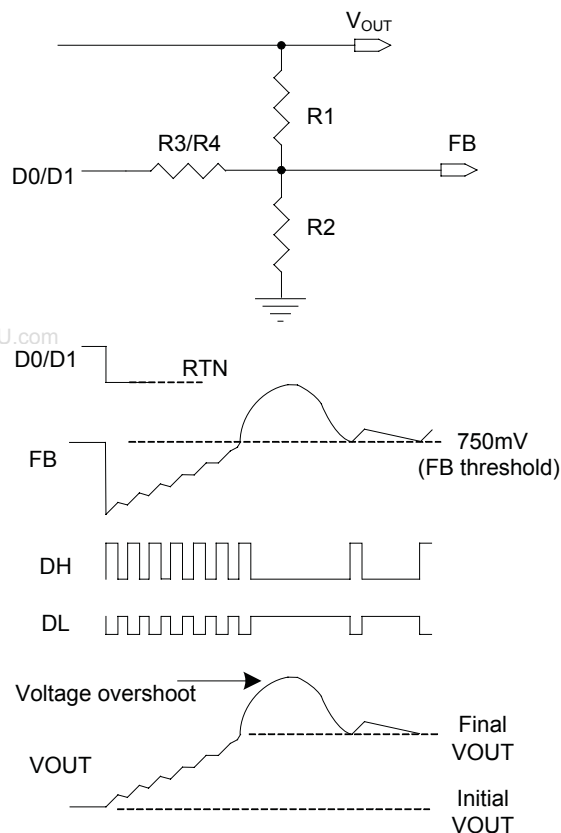 VOUT
R1
R3/R4
FB
D0/D1
R2
U.com
D0/D1
RTN
FB
750mV
(FB threshold)
DH
DL
Voltage overshoot
Final
VOUT
VOUT
Initial
VOUT